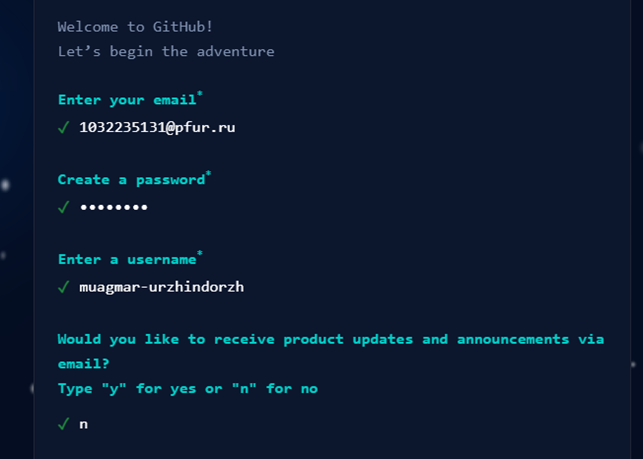 Welcome to GitHub!
Let’s begin the adventure
Enter your email*
✓ 1032235131@pfur.ru
Create a password*
✓ ••••••••
Enter a username*
✓ muagmar-urzhindorzh
Would you like to receive product updates and announcements via
email?
Type "y" for yes or "n" for no
✓ n